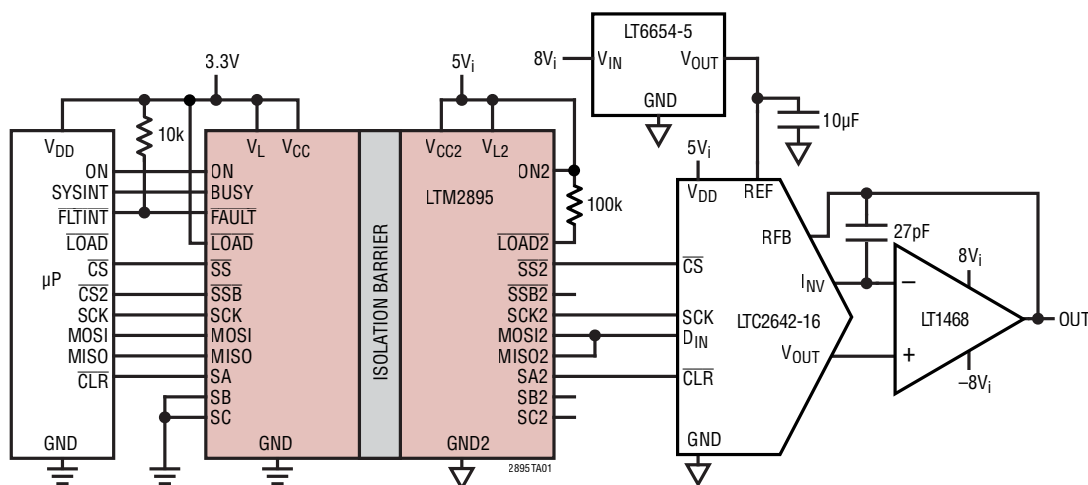 LT6654-5
8Vi
VIN
VOUT
GND
3.3V
5Vi
10µF
10k
VDD
VL
VCC
VCC2
VL2
5Vi
VDD
REF
ON
ON
LTM2895
ON2
SYSINT
BUSY
100k
FLTINT
FAULT
RFB
27pF
LOAD
LOAD
LOAD2
µP
CS
SS
ISOLATION BARRIER
SS2
CS
INV
8Vi
CS2
SSB
SSB2
SCK
SCK
SCK2
SCK
LTC2642-16
LT1468
OUT
MOSI
MOSI
MOSI2
DIN
MISO
MISO
MISO2
VOUT
CLR
SA
SA2
CLR
–8Vi
SB
SB2
SC
SC2
GND
GND
GND2
GND
2895 TA01